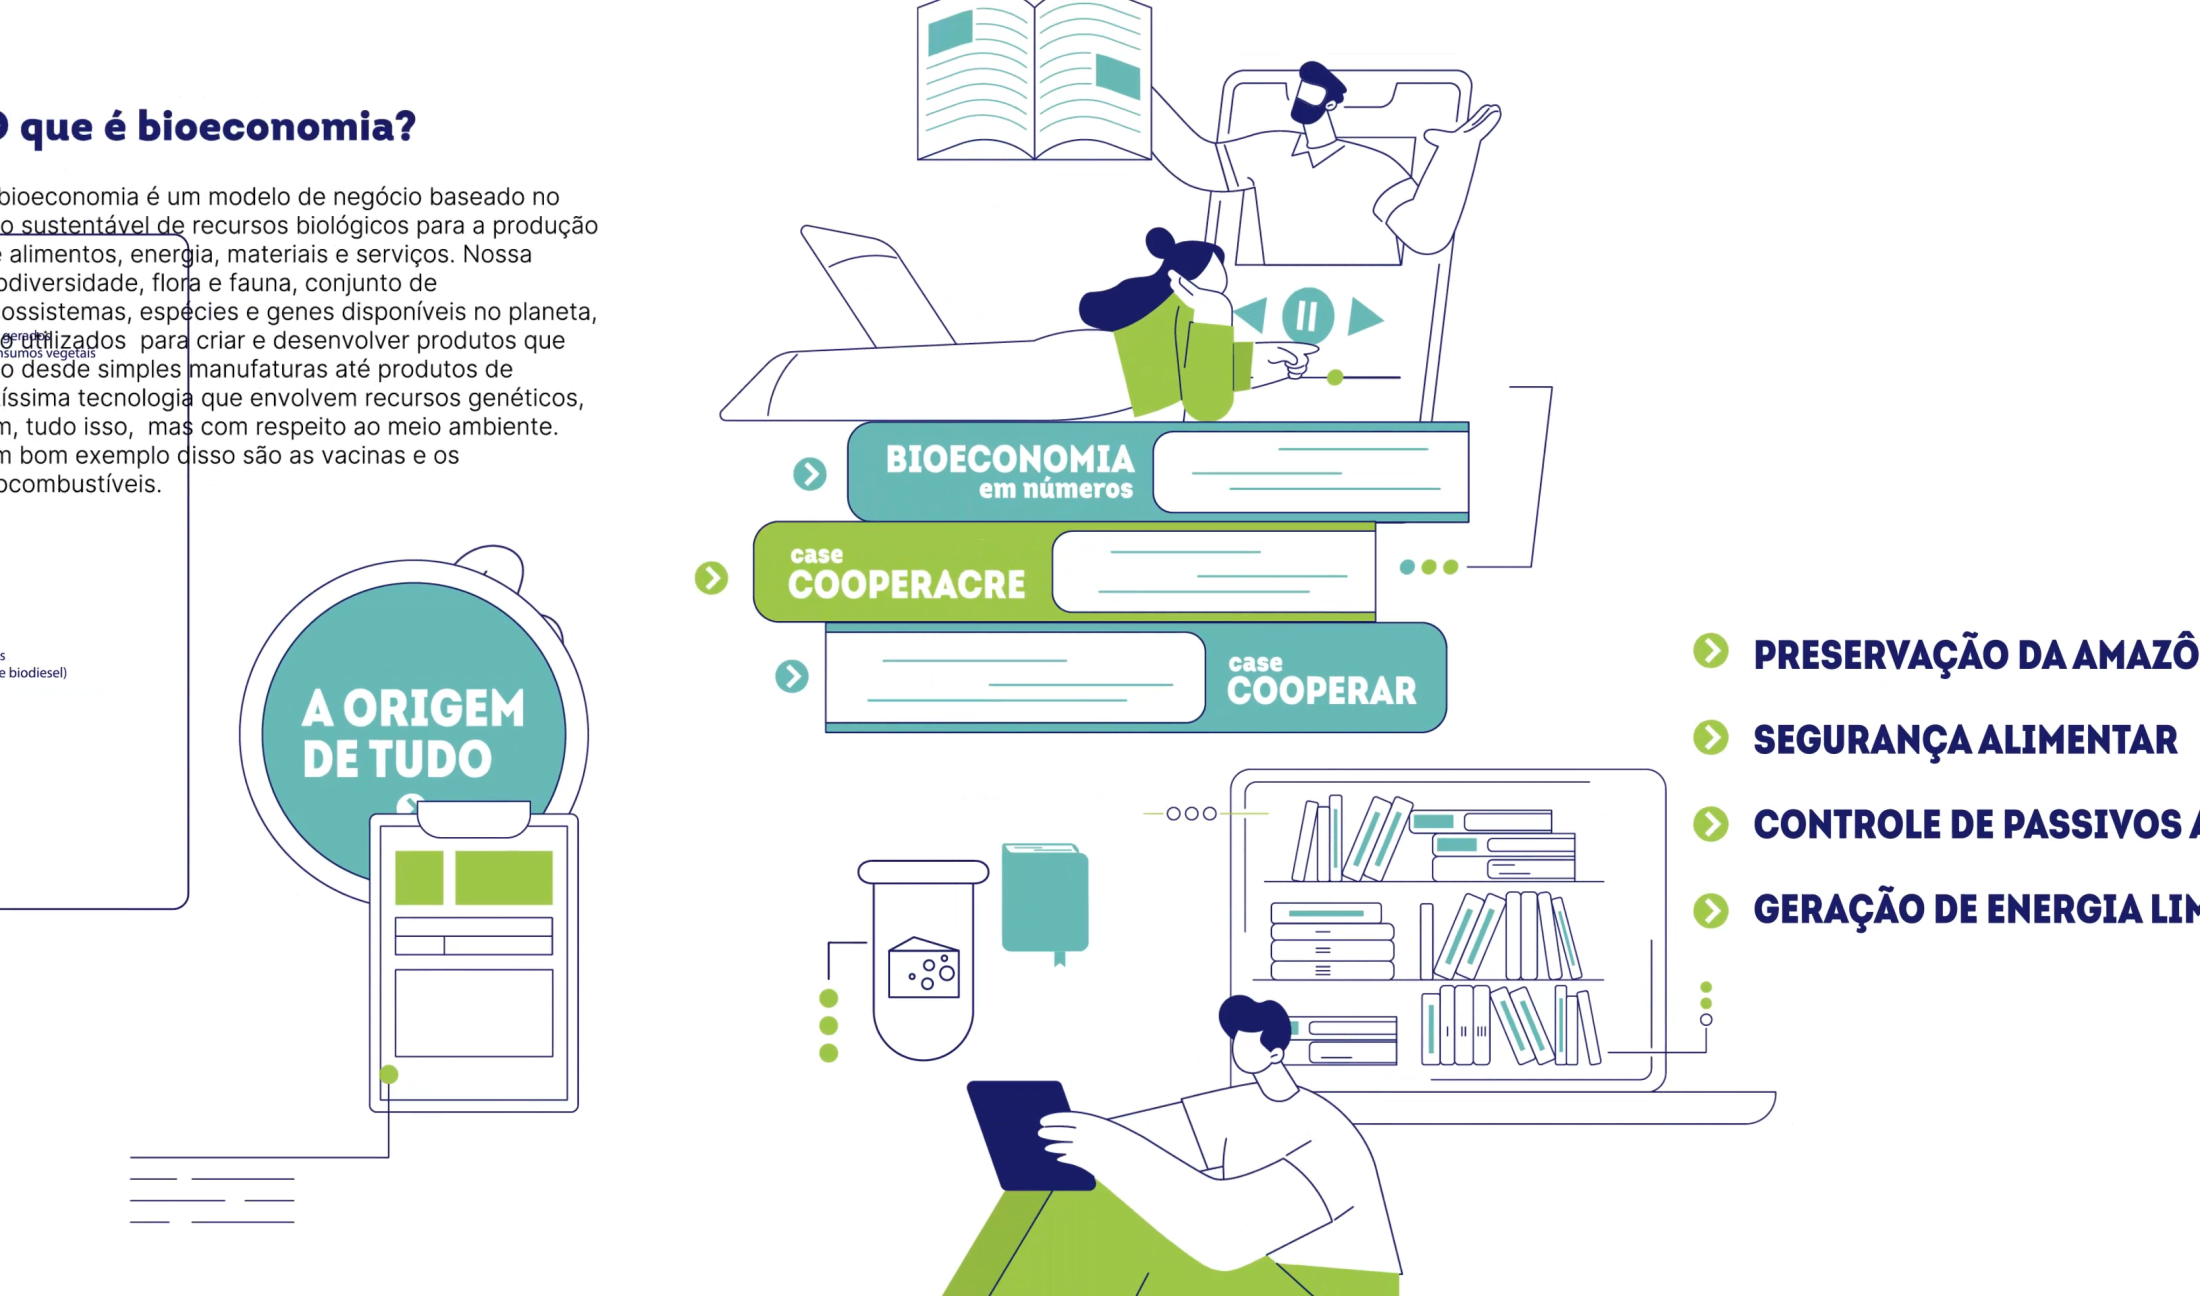 que é bioeconomia?
bioeconomia é um modelo de negócio baseado no
o sustentável de recursos biológicos para a produção
e alimentos, energia, materiais e serviços. Nossa
odiversidade, flora e fauna, conjunto de
ossistemas, espécies e genes disponíveis no planeta,
o utilizados para criar e desenvolver produtos que
o desde simples manufaturas até produtos de
íssima tecnologia que envolvem recursos genéticos,
m, tudo isso, mas com respeito ao meio ambiente.
m bom exemplo disso são as vacinas e os
ocombustíveis.
gerados
nsumos vegetais
s
e biodiesel)
A ORIGEM
DE TUDO
BIOECONOMIA
em números
case
COOPERACRE
case
COOPERAR
PRESERVAÇÃO DA AMAZÔ
SEGURANÇA ALIMENTAR
CONTROLE DE PASSIVOS A
GERAÇÃO DE ENERGIA LIM